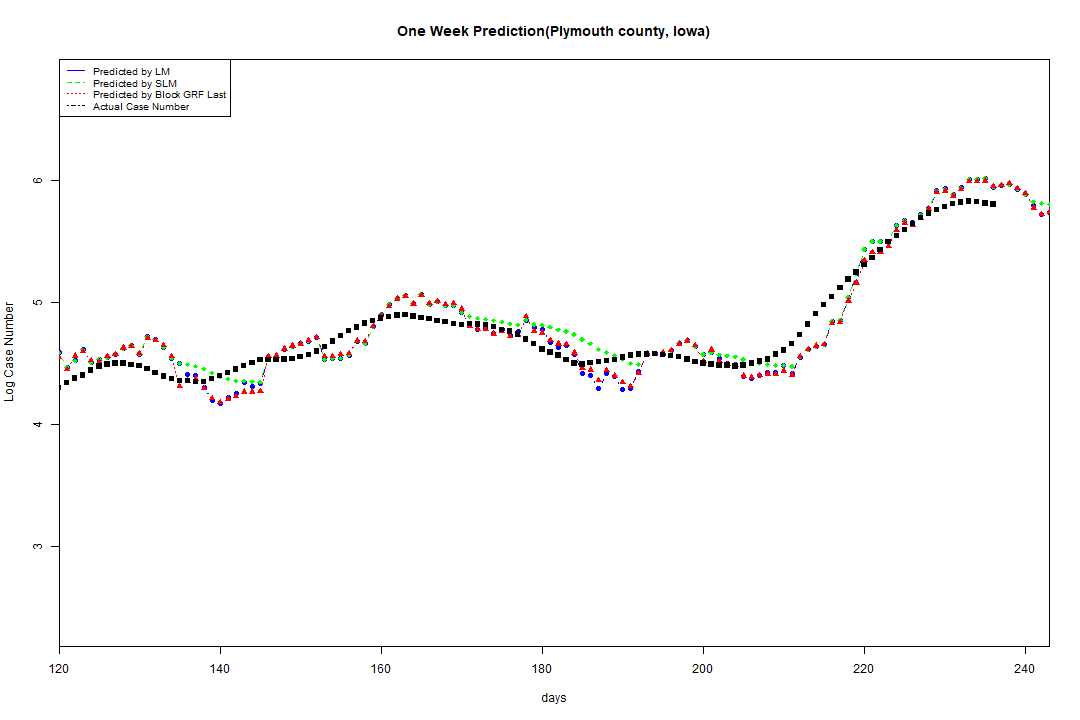 One Week Prediction(Plymouth county, Iowa)
Predicted by LM
Predicted by SLM
Predicted by Block GRF Last
Actual Case Number
6
5
4
3
Log Case Number
120 140 160 180 200 220 240
days